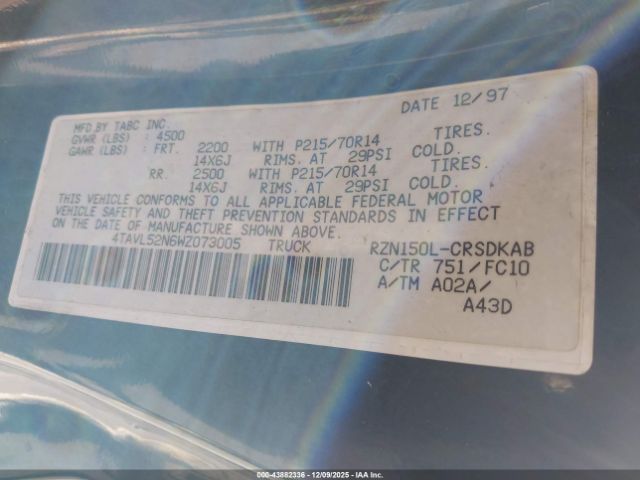 DATE 12/97
MFD.BY TABC INC.
GVWR (LBS) : 4500
GAWR (LBS) : FRT. 2200 WITH P215/70R14 TIRES.
14X6J RIMS. AT 29PSI COLD.
RR. 2500 WITH P215/70R14 TIRES.
14X6J RIMS. AT 29PSI COLD.
THIS VEHICLE CONFORMS TO ALL APPLICABLE FEDERAL MOTOR
VEHICLE SAFETY AND THEFT PREVENTION STANDARDS IN EFFECT
ON THE DATE OF MANUFACTURE SHOWN ABOVE.
4TAVL52N6WZ073005 TRUCK RZN150L-CRSDKAB
C/TR 751/FC10
A/TM A02A/
A43D
000-43882336 - 12/09/2025 - IAA Inc.